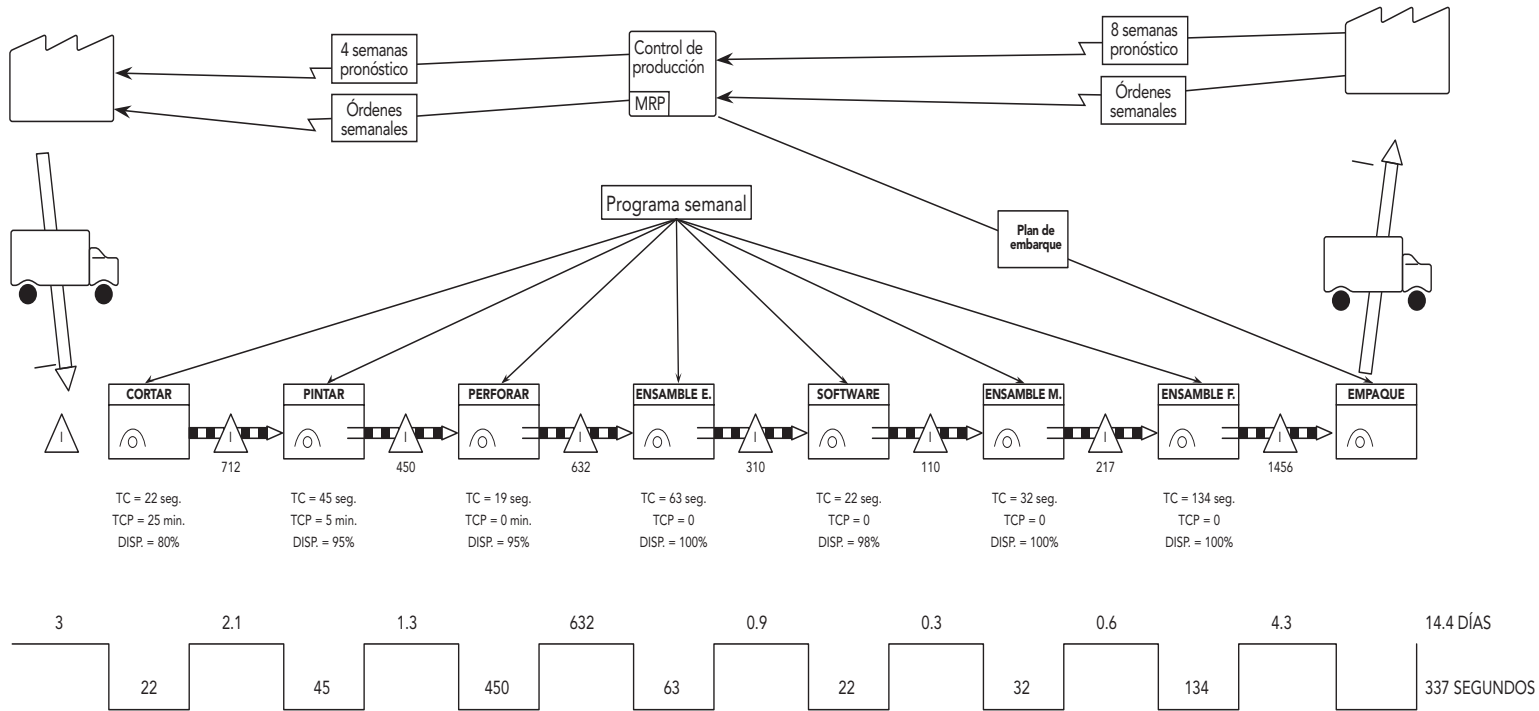 4 semanas
pronóstico
Control de
producción
MRP
8 semanas
pronóstico
Órdenes
semanales
Órdenes
semanales
Programa semanal
Plan de
embarque
CORTAR
PINTAR
PERFORAR
ENSAMBLE E.
SOFTWARE
ENSAMBLE M.
ENSAMBLE F.
EMPAQUE
I
I
I
I
I
I
I
I
712
450
632
310
110
217
1456
TC = 22 seg.
TCP = 25 min.
DISP. = 80%
TC = 45 seg.
TCP = 5 min.
DISP. = 95%
TC = 19 seg.
TCP = 0 min.
DISP. = 95%
TC = 63 seg.
TCP = 0
DISP. = 100%
TC = 22 seg.
TCP = 0
DISP. = 98%
TC = 32 seg.
TCP = 0
DISP. = 100%
TC = 134 seg.
TCP = 0
DISP. = 100%
3
2.1
1.3
632
0.9
0.3
0.6
4.3
14.4 DÍAS
22
45
450
63
22
32
134
337 SEGUNDOS